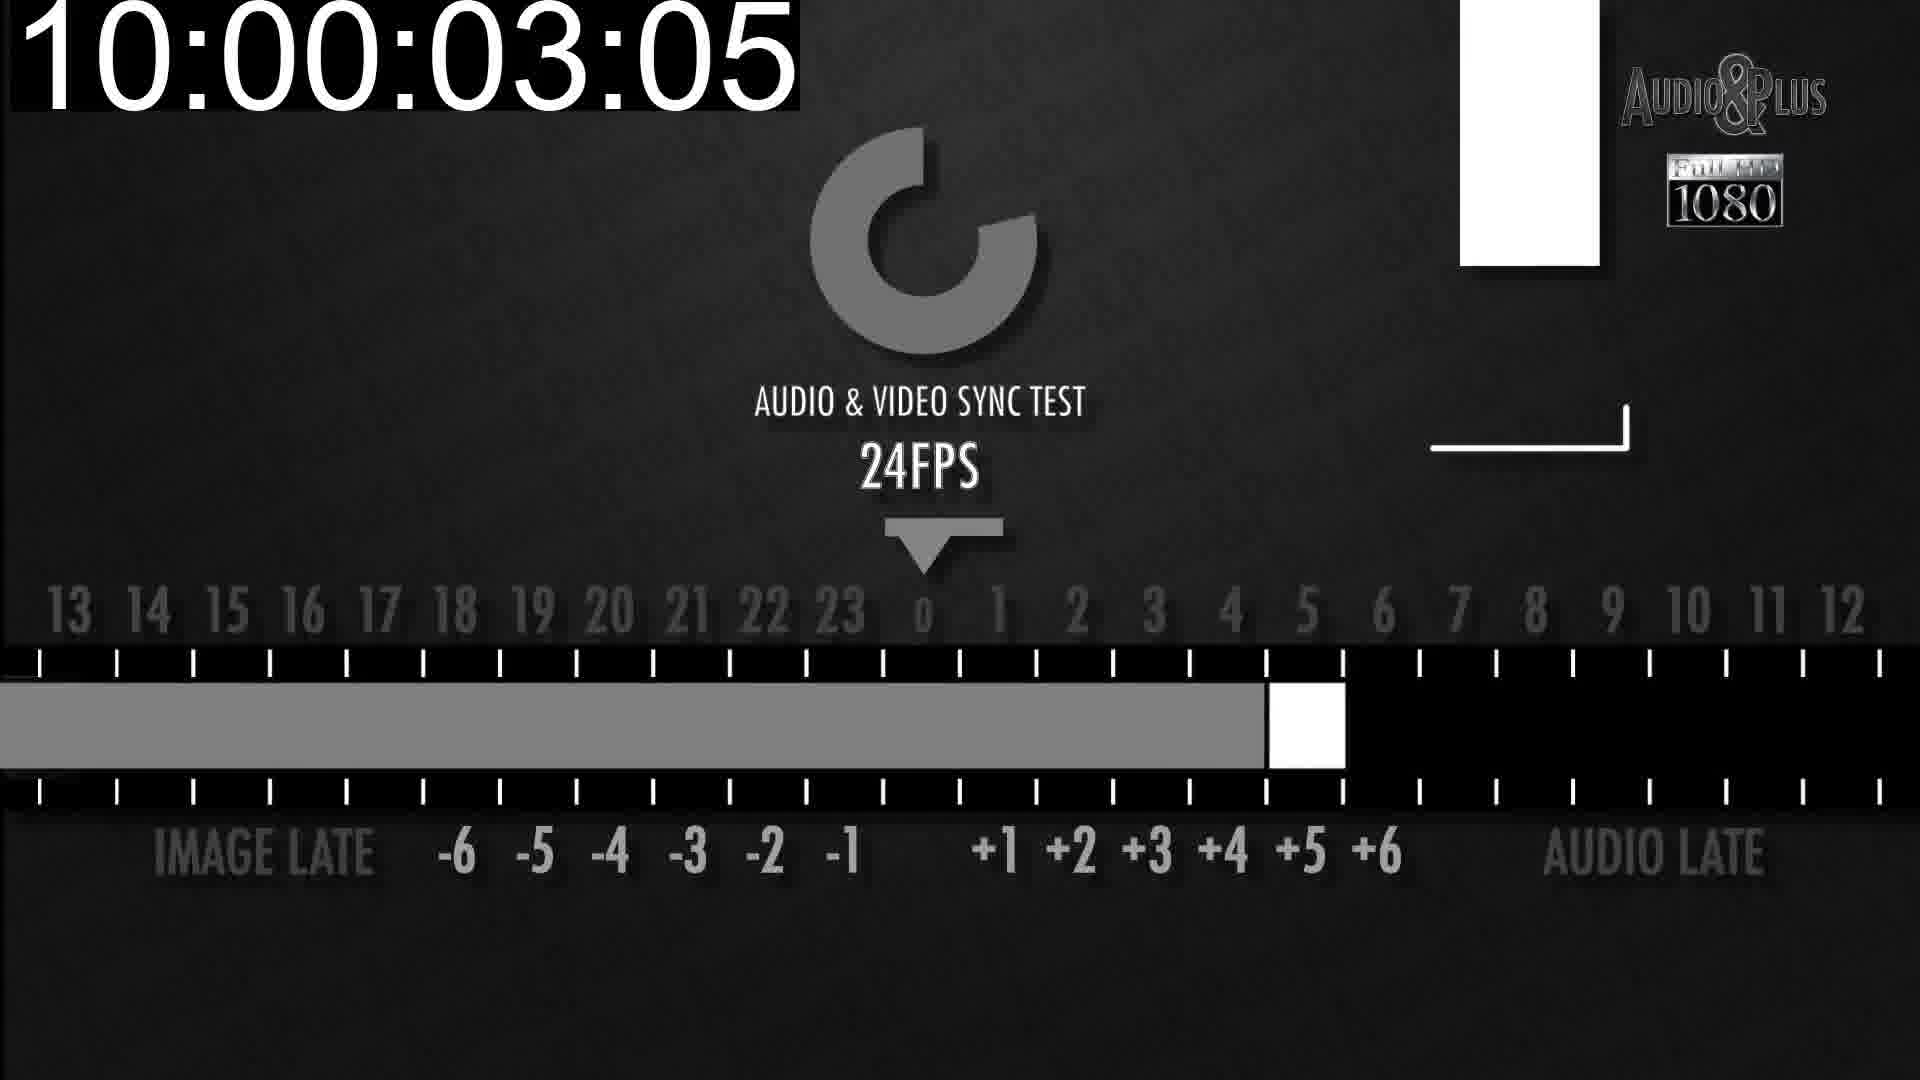 10:00:03:05
AUDIO&PLUS
Full HD
1080
AUDIO & VIDEO SYNC TEST
24FPS
13 14 15 16 17 18 19 20 21 22 23 0 1 2 3 4 5 6 7 8 9 10 11 12
IMAGE LATE -6 -5 -4 -3 -2 -1 +1 +2 +3 +4 +5 +6 AUDIO LATE